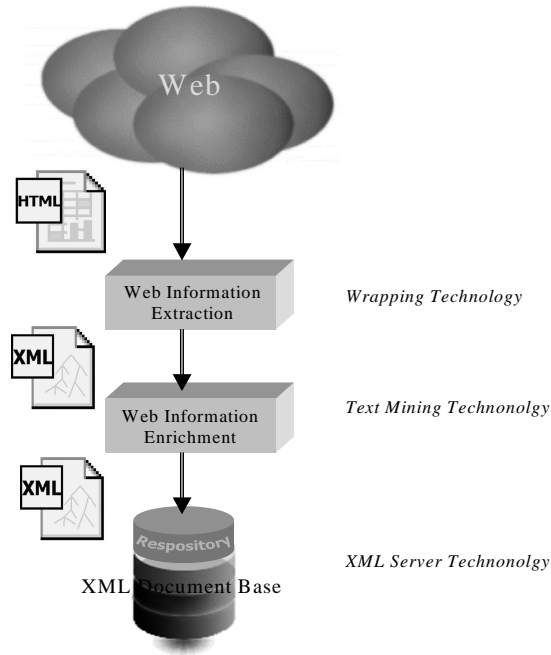 Web
HTML
Web Information
Extraction
Wrapping Technology
XML
Web Information
Enrichment
Text Mining Technonolgy
XML
Respository
XML Document Base
XML Server Technonolgy